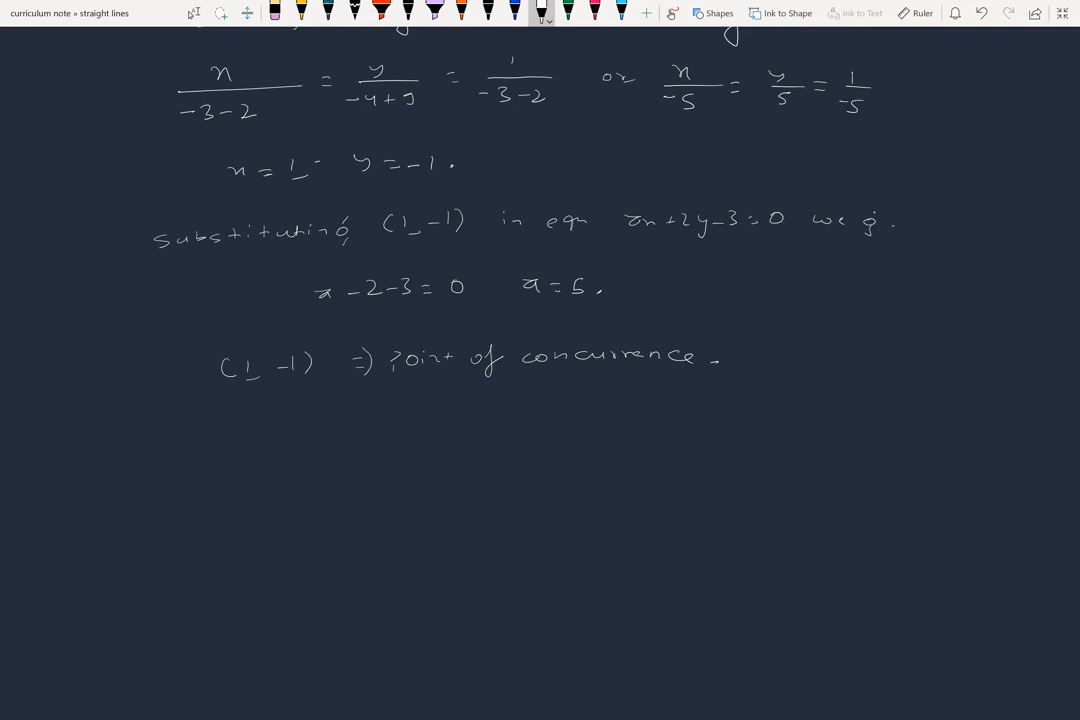 curriculum note » straight lines Shapes Ink to Shape Ink to Text Ruler
x/(-3-2) = y/(-4+9) = 1/(-3-2) or x/-5 = y/5 = 1/-5
x = 1, y = -1.
Substituting (1, -1) in eqn ax+2y-3=0 we g.
a-2-3=0 a=5.
(1, -1) => point of concurrence.